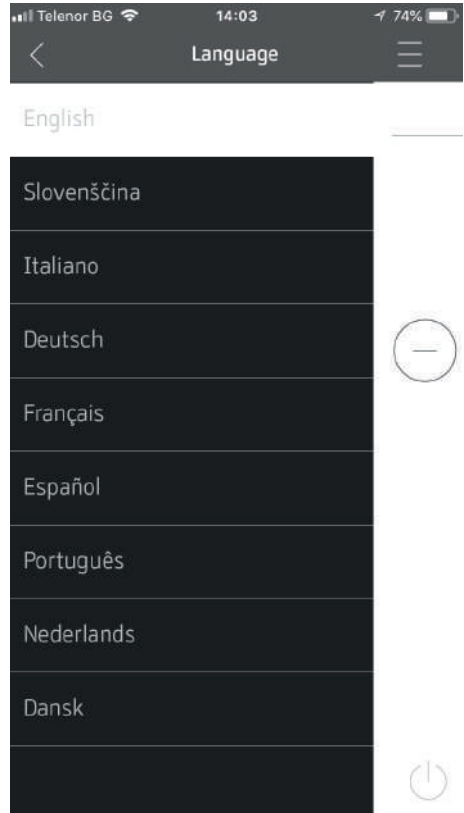 Telenor BG 14:03 74%
Language
English
Slovenščina
Italiano
Deutsch
Français
Español
Português
Nederlands
Dansk